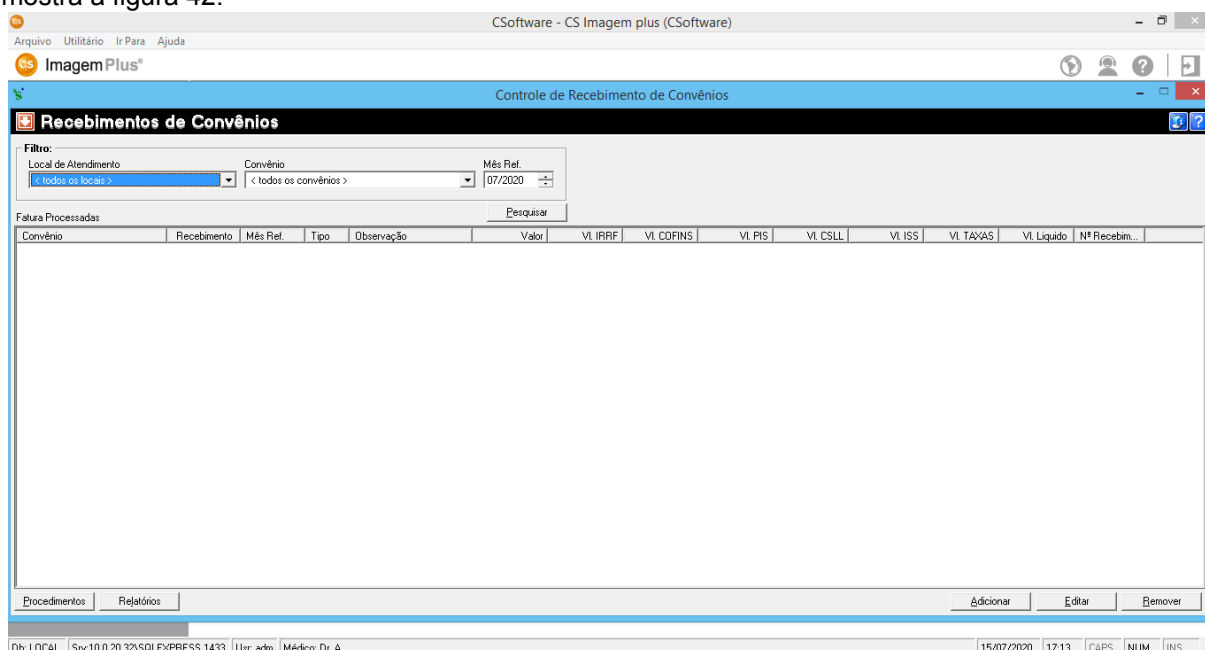 mostra a figura 42.
CSoftware - CS Imagem plus (CSoftware)
Arquivo Utilitário Ir Para Ajuda
cs Imagem Plus®
Controle de Recebimento de Convênios
Recebimentos de Convênios
Filtro:
Local de Atendimento Convênio Mês Ref.
< todos os locais > < todos os convênios > 07/2020
Pesquisar
Fatura Processadas
Convênio Recebimento Mês Ref. Tipo Observação Valor Vl. IRRF Vl. COFINS Vl. PIS Vl. CSLL Vl. ISS Vl. TAXAS Vl. Liquido Nª Recebim...
Procedimentos Relatórios Adicionar Editar Remover
Db: LOCAL Srv:10.0.20.32\SQLEXPRESS,1433 Usr: adm Médico: Dr. A 15/07/2020 17:13 CAPS NUM INS